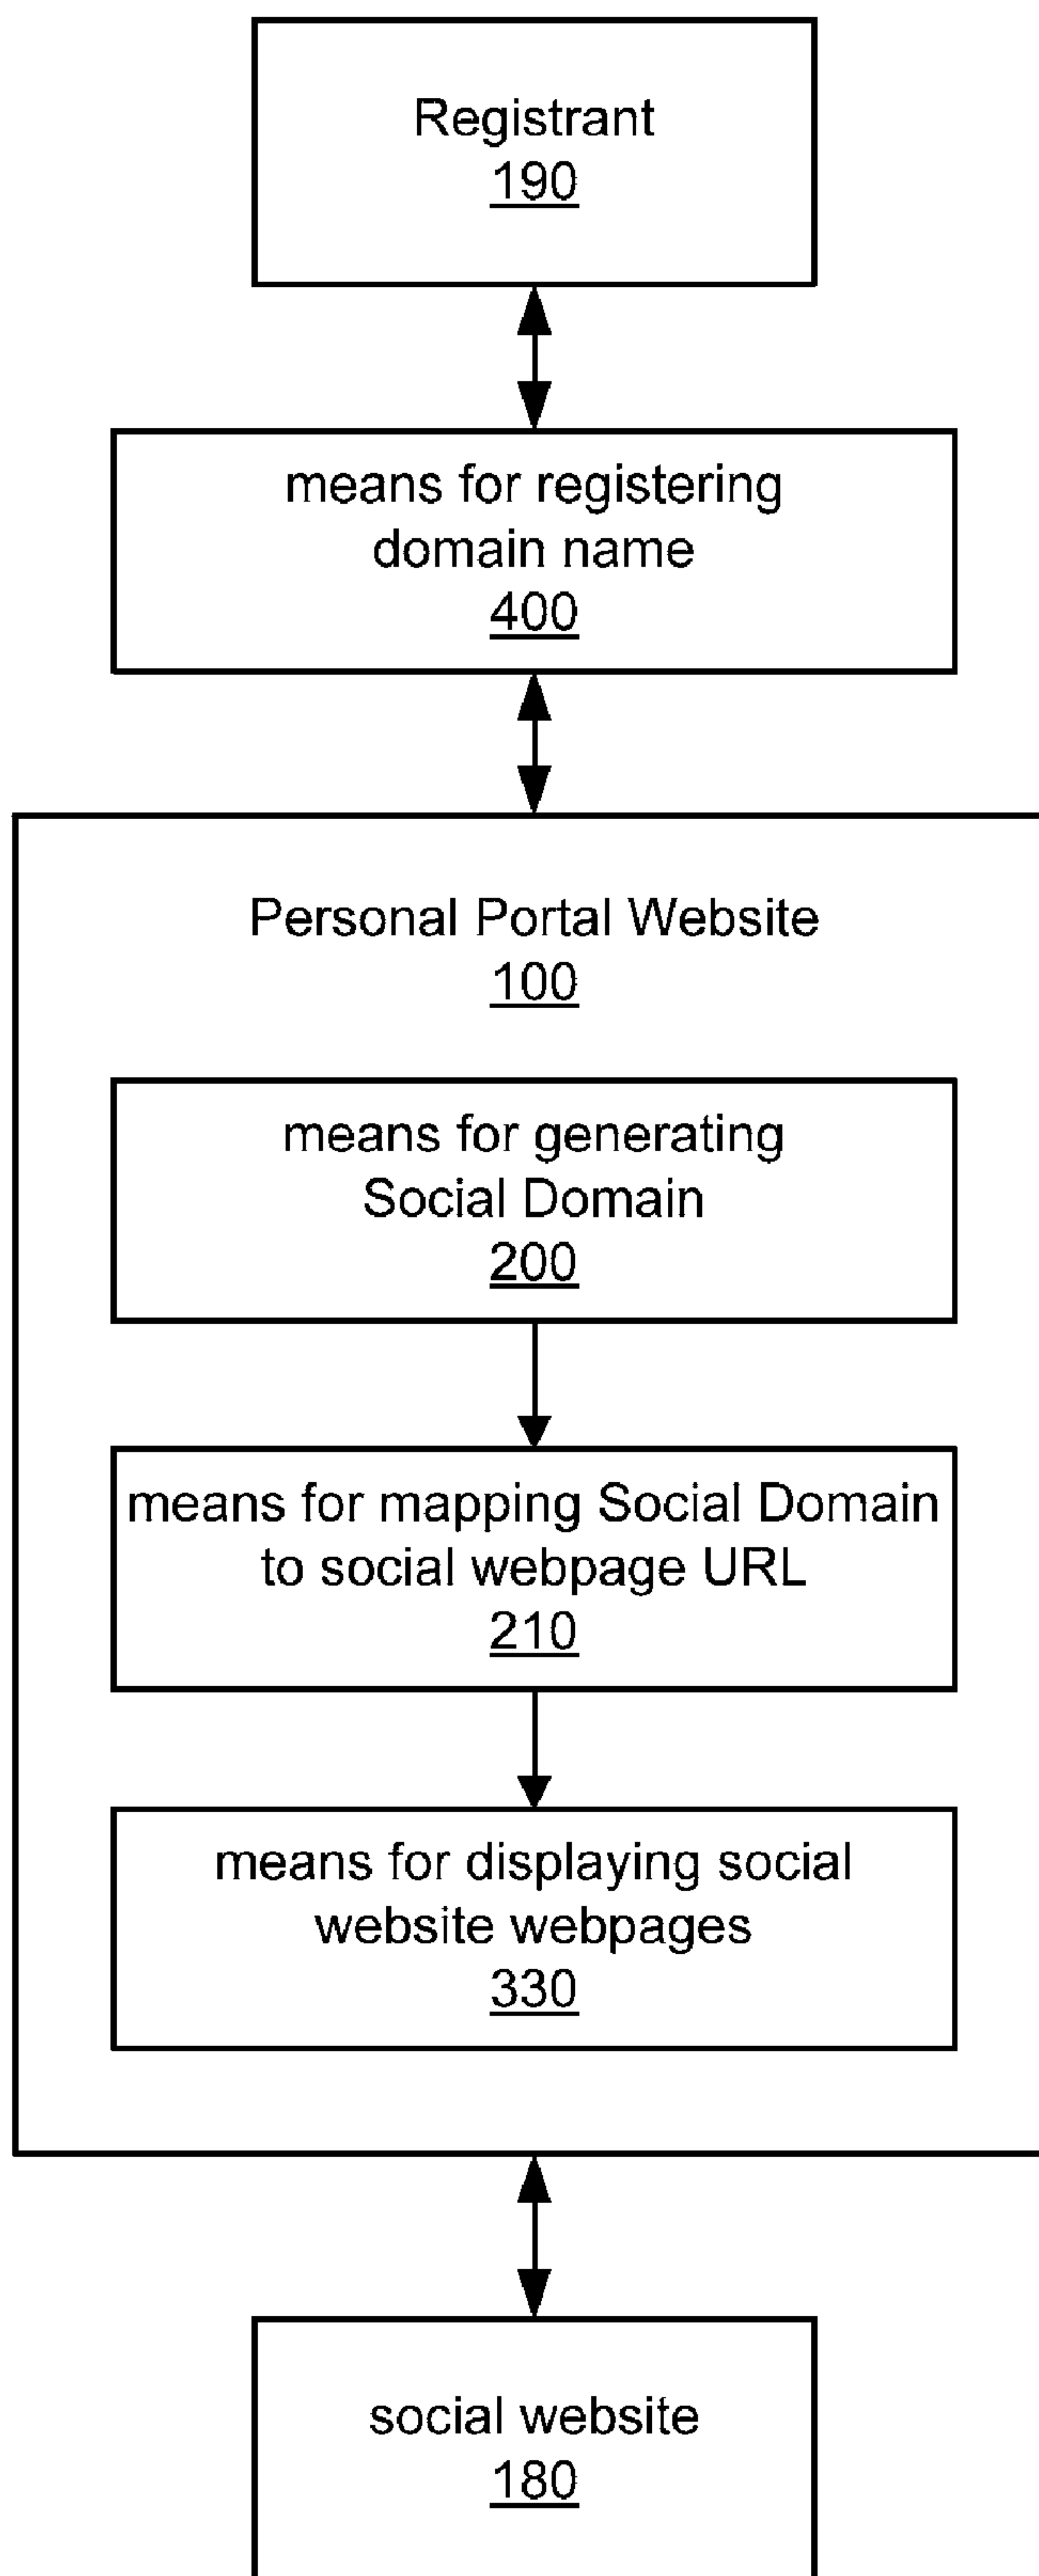 Registrant
190
means for registering
domain name
400
Personal Portal Website
100
means for generating
Social Domain
200
means for mapping Social Domain
to social webpage URL
210
means for displaying social
website webpages
330
social website
180